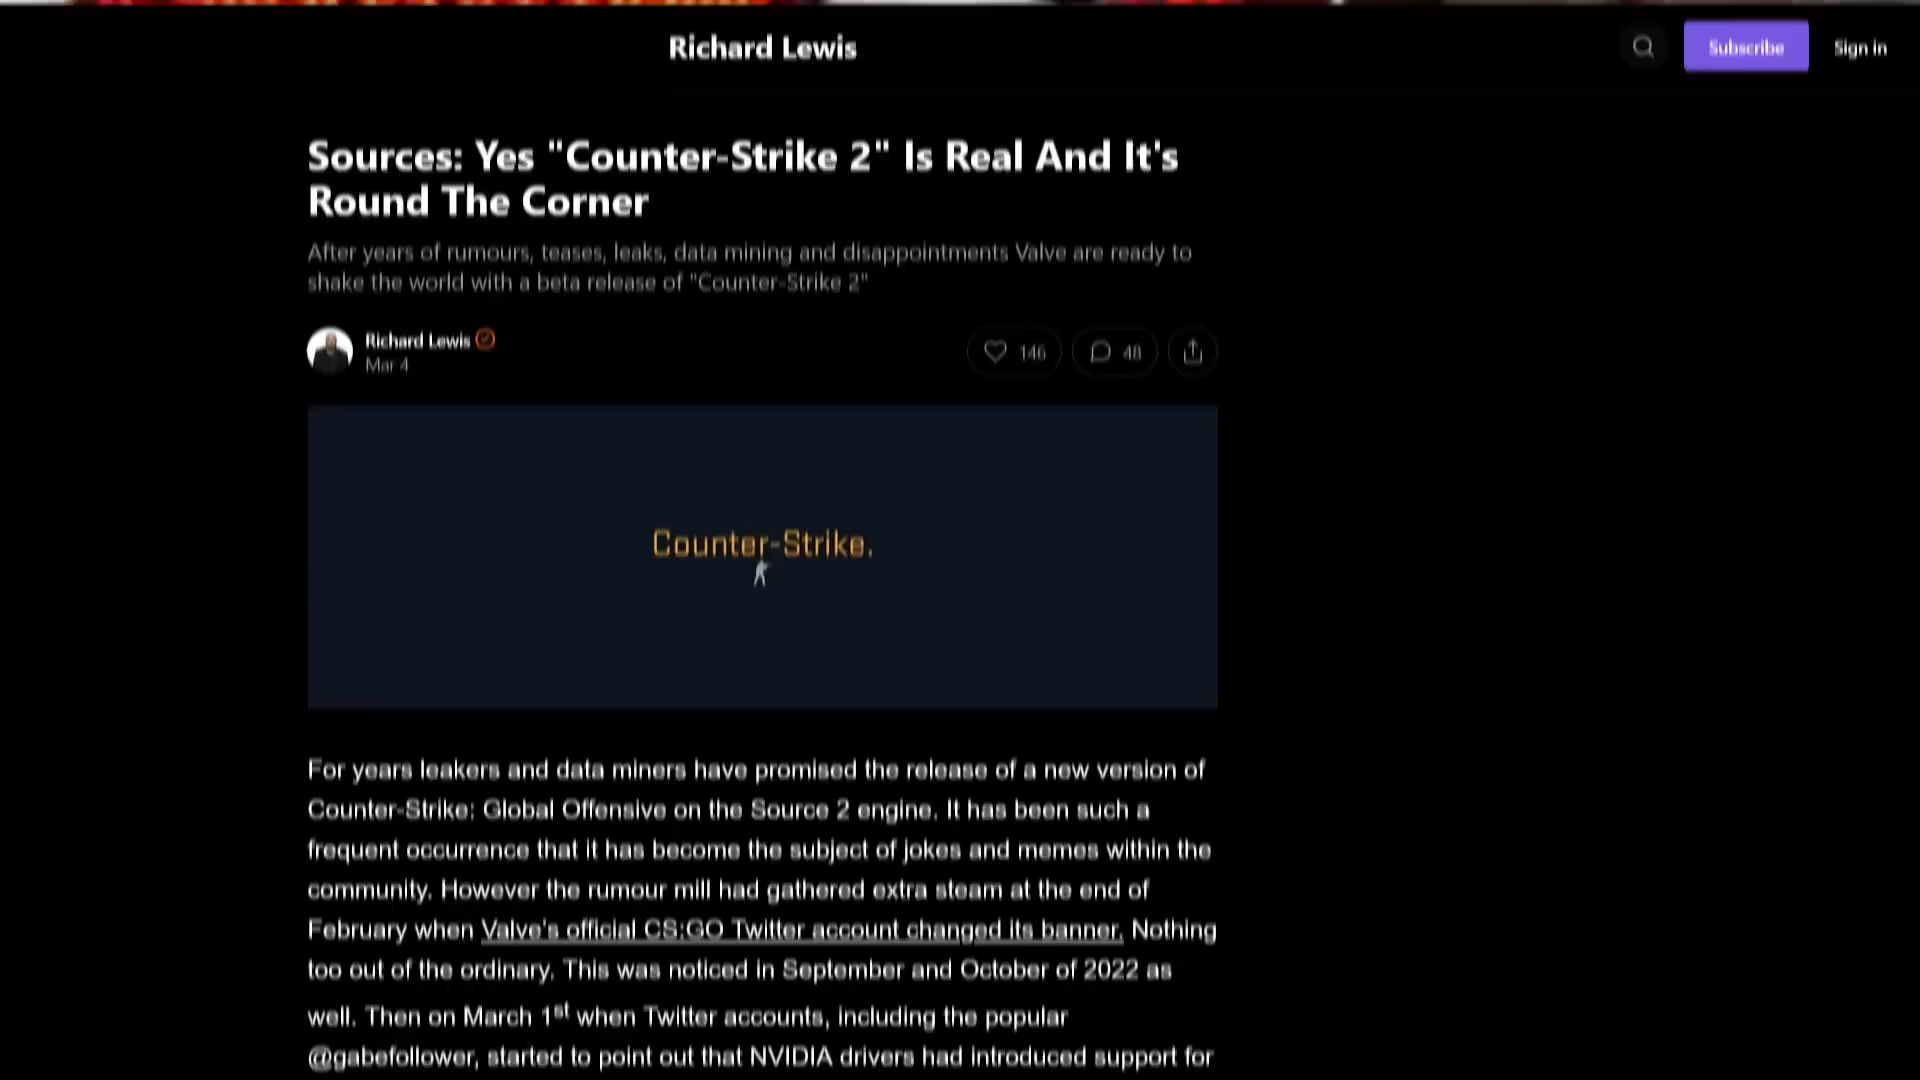 Richard Lewis
Subscribe
Sign in
Sources: Yes "Counter-Strike 2" Is Real And It's
Round The Corner
After years of rumours, teases, leaks, data mining and disappointments Valve are ready to
shake the world with a beta release of "Counter-Strike 2"
Richard Lewis
Mar 4
146
48
Counter-Strike.
For years leakers and data miners have promised the release of a new version of
Counter-Strike: Global Offensive on the Source 2 engine. It has been such a
frequent occurrence that it has become the subject of jokes and memes within the
community. However the rumour mill had gathered extra steam at the end of
February when Valve's official CS:GO Twitter account changed its banner. Nothing
too out of the ordinary. This was noticed in September and October of 2022 as
well. Then on March 1st when Twitter accounts, including the popular
@gabefollower, started to point out that NVIDIA drivers had introduced support for